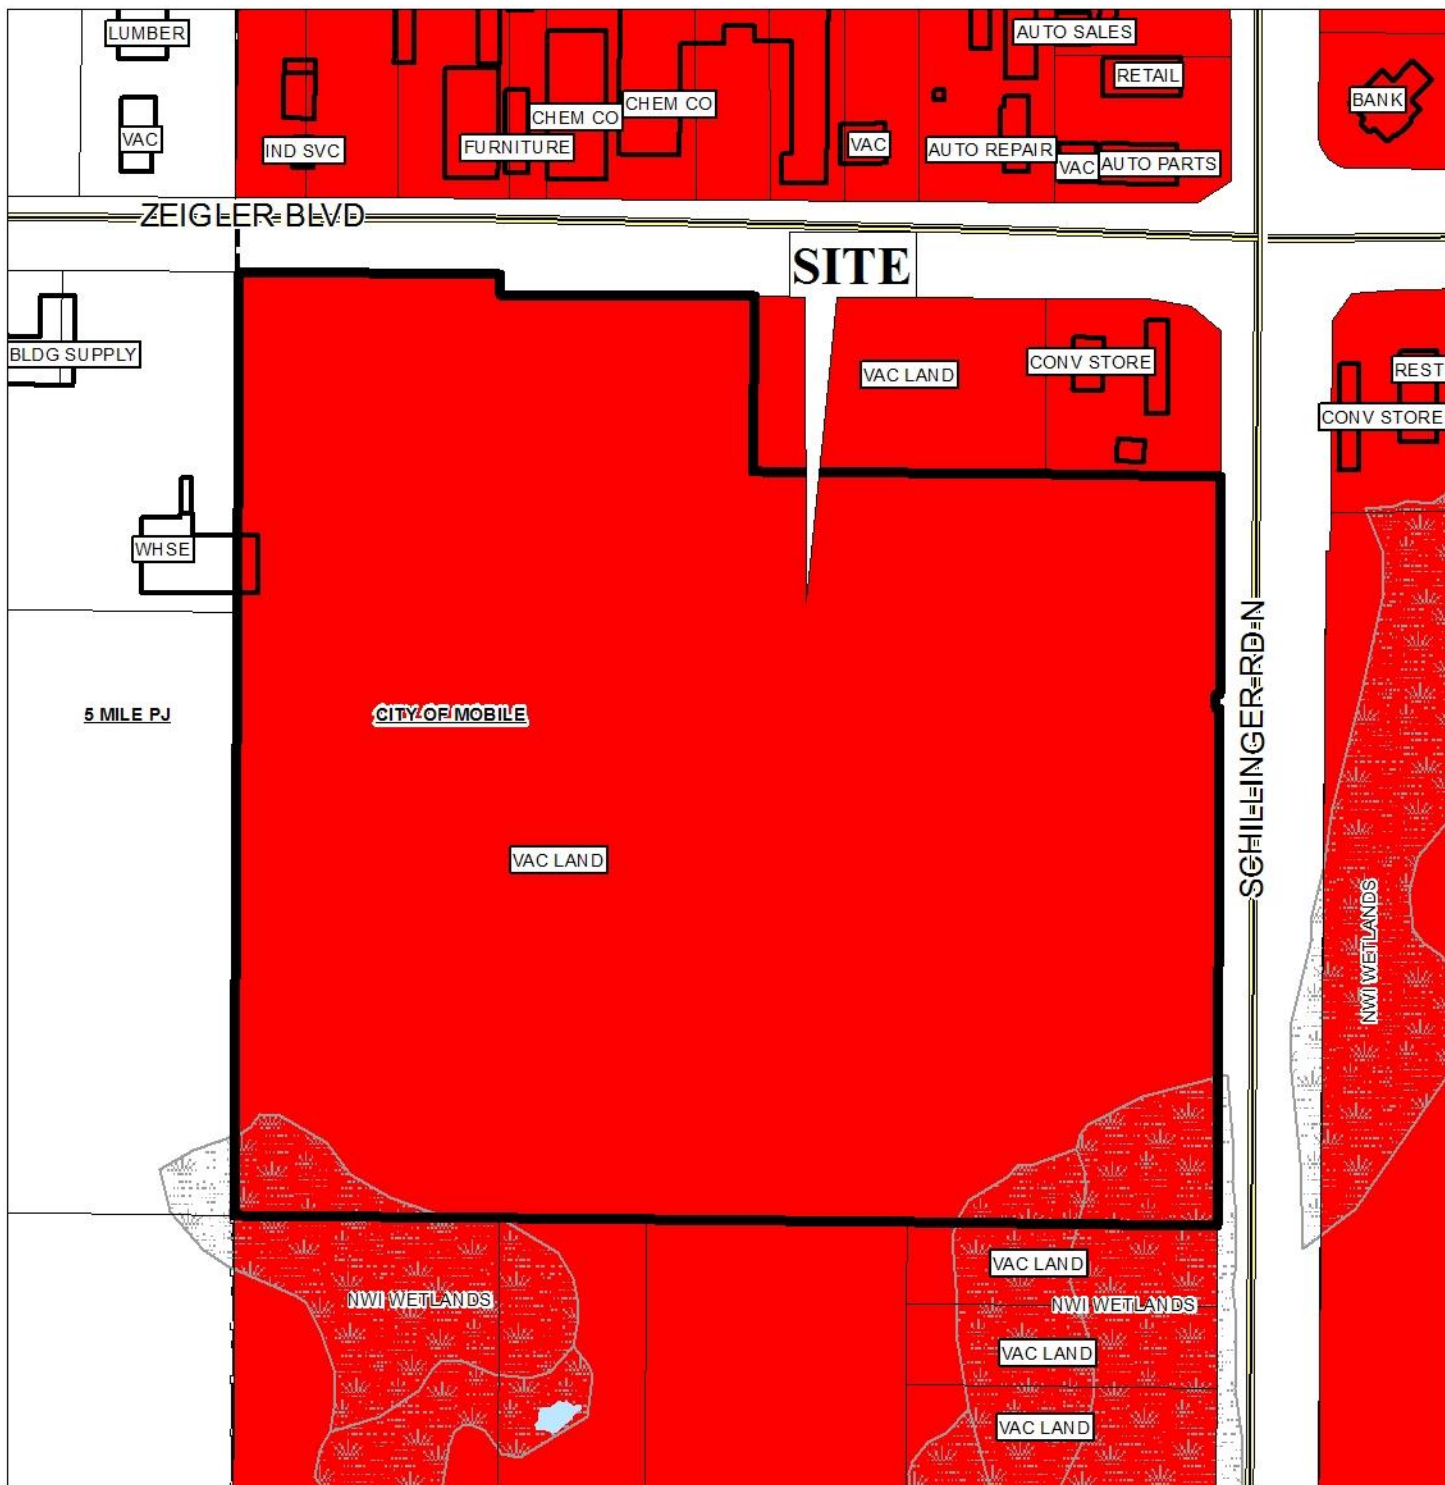 LUMBER
AUTO SALES
RETAIL
BANK
CHEM CO
CHEM CO
VAC
IND SVC
FURNITURE
VAC
AUTO REPAIR
VAC
AUTO PARTS
ZEIGLER BLVD
SITE
BLDG SUPPLY
VAC LAND
CONV STORE
REST
CONV STORE
WHSE
SCHILLINGER RD N
5 MILE PJ
CITY OF MOBILE
VAC LAND
NWI WETLANDS
VAC LAND
NWI WETLANDS
NWI WETLANDS
VAC LAND
VAC LAND